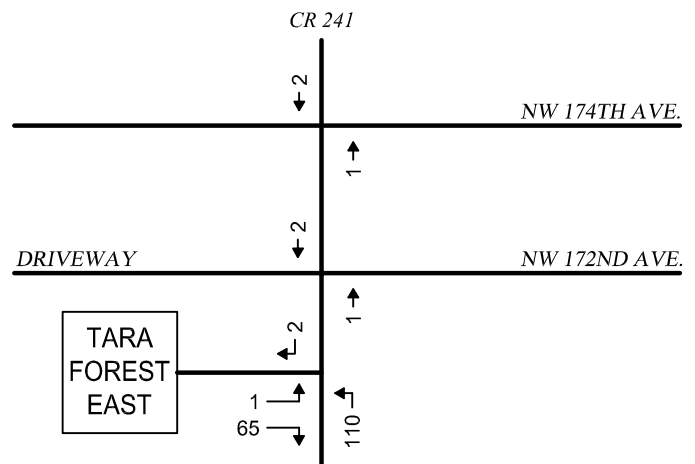 CR 241
2
NW 174TH AVE.
1
2
DRIVEWAY
NW 172ND AVE.
1
2
TARA
FOREST
EAST
1
65
110